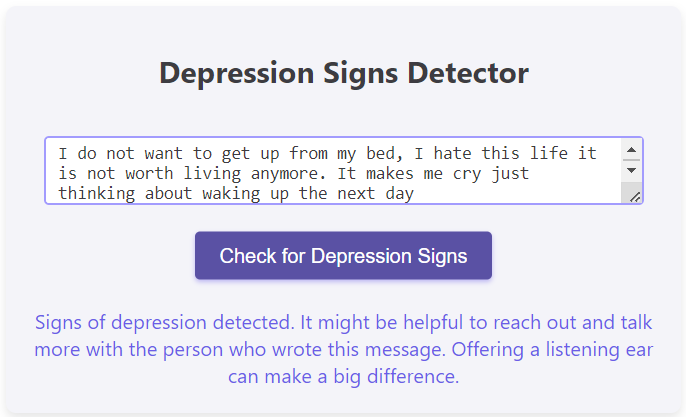 Depression Signs Detector
I do not want to get up from my bed, I hate this life it
is not worth living anymore. It makes me cry just
thinking about waking up the next day
Check for Depression Signs
Signs of depression detected. It might be helpful to reach out and talk
more with the person who wrote this message. Offering a listening ear
can make a big difference.